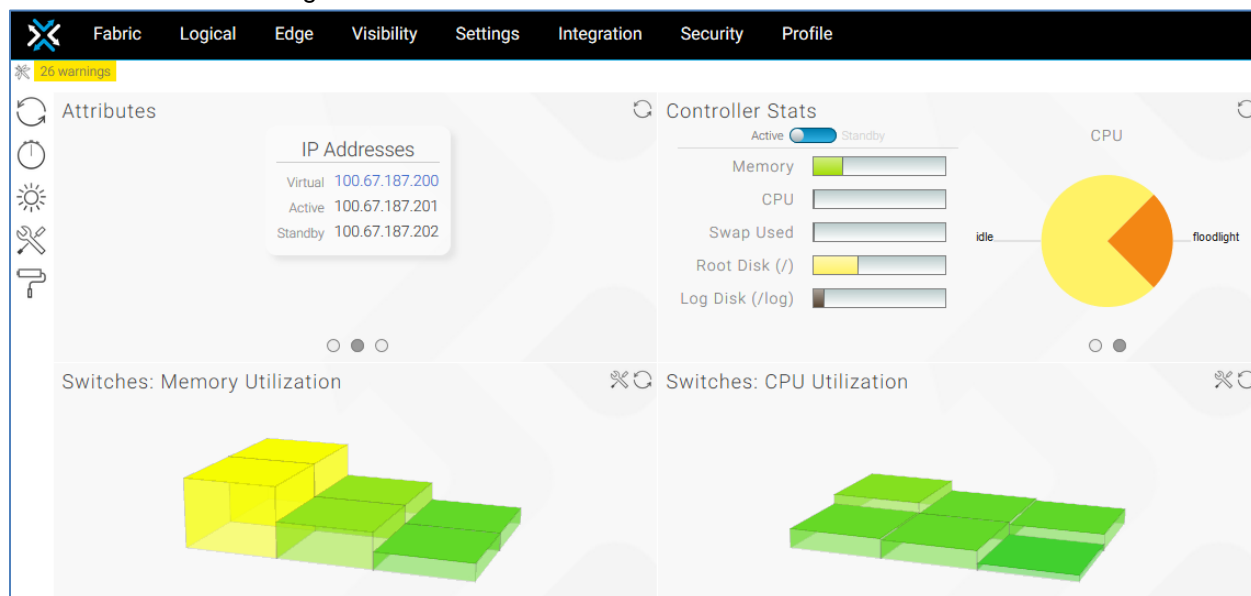 Fabric Logical Edge Visibility Settings Integration Security Profile
26 warnings
Attributes
IP Addresses
Virtual 100.67.187.200
Active 100.67.187.201
Standby 100.67.187.202
Controller Stats
Active Standby
Memory
CPU
Swap Used
Root Disk (/)
Log Disk (/log)
CPU
idle
floodlight
Switches: Memory Utilization
Switches: CPU Utilization